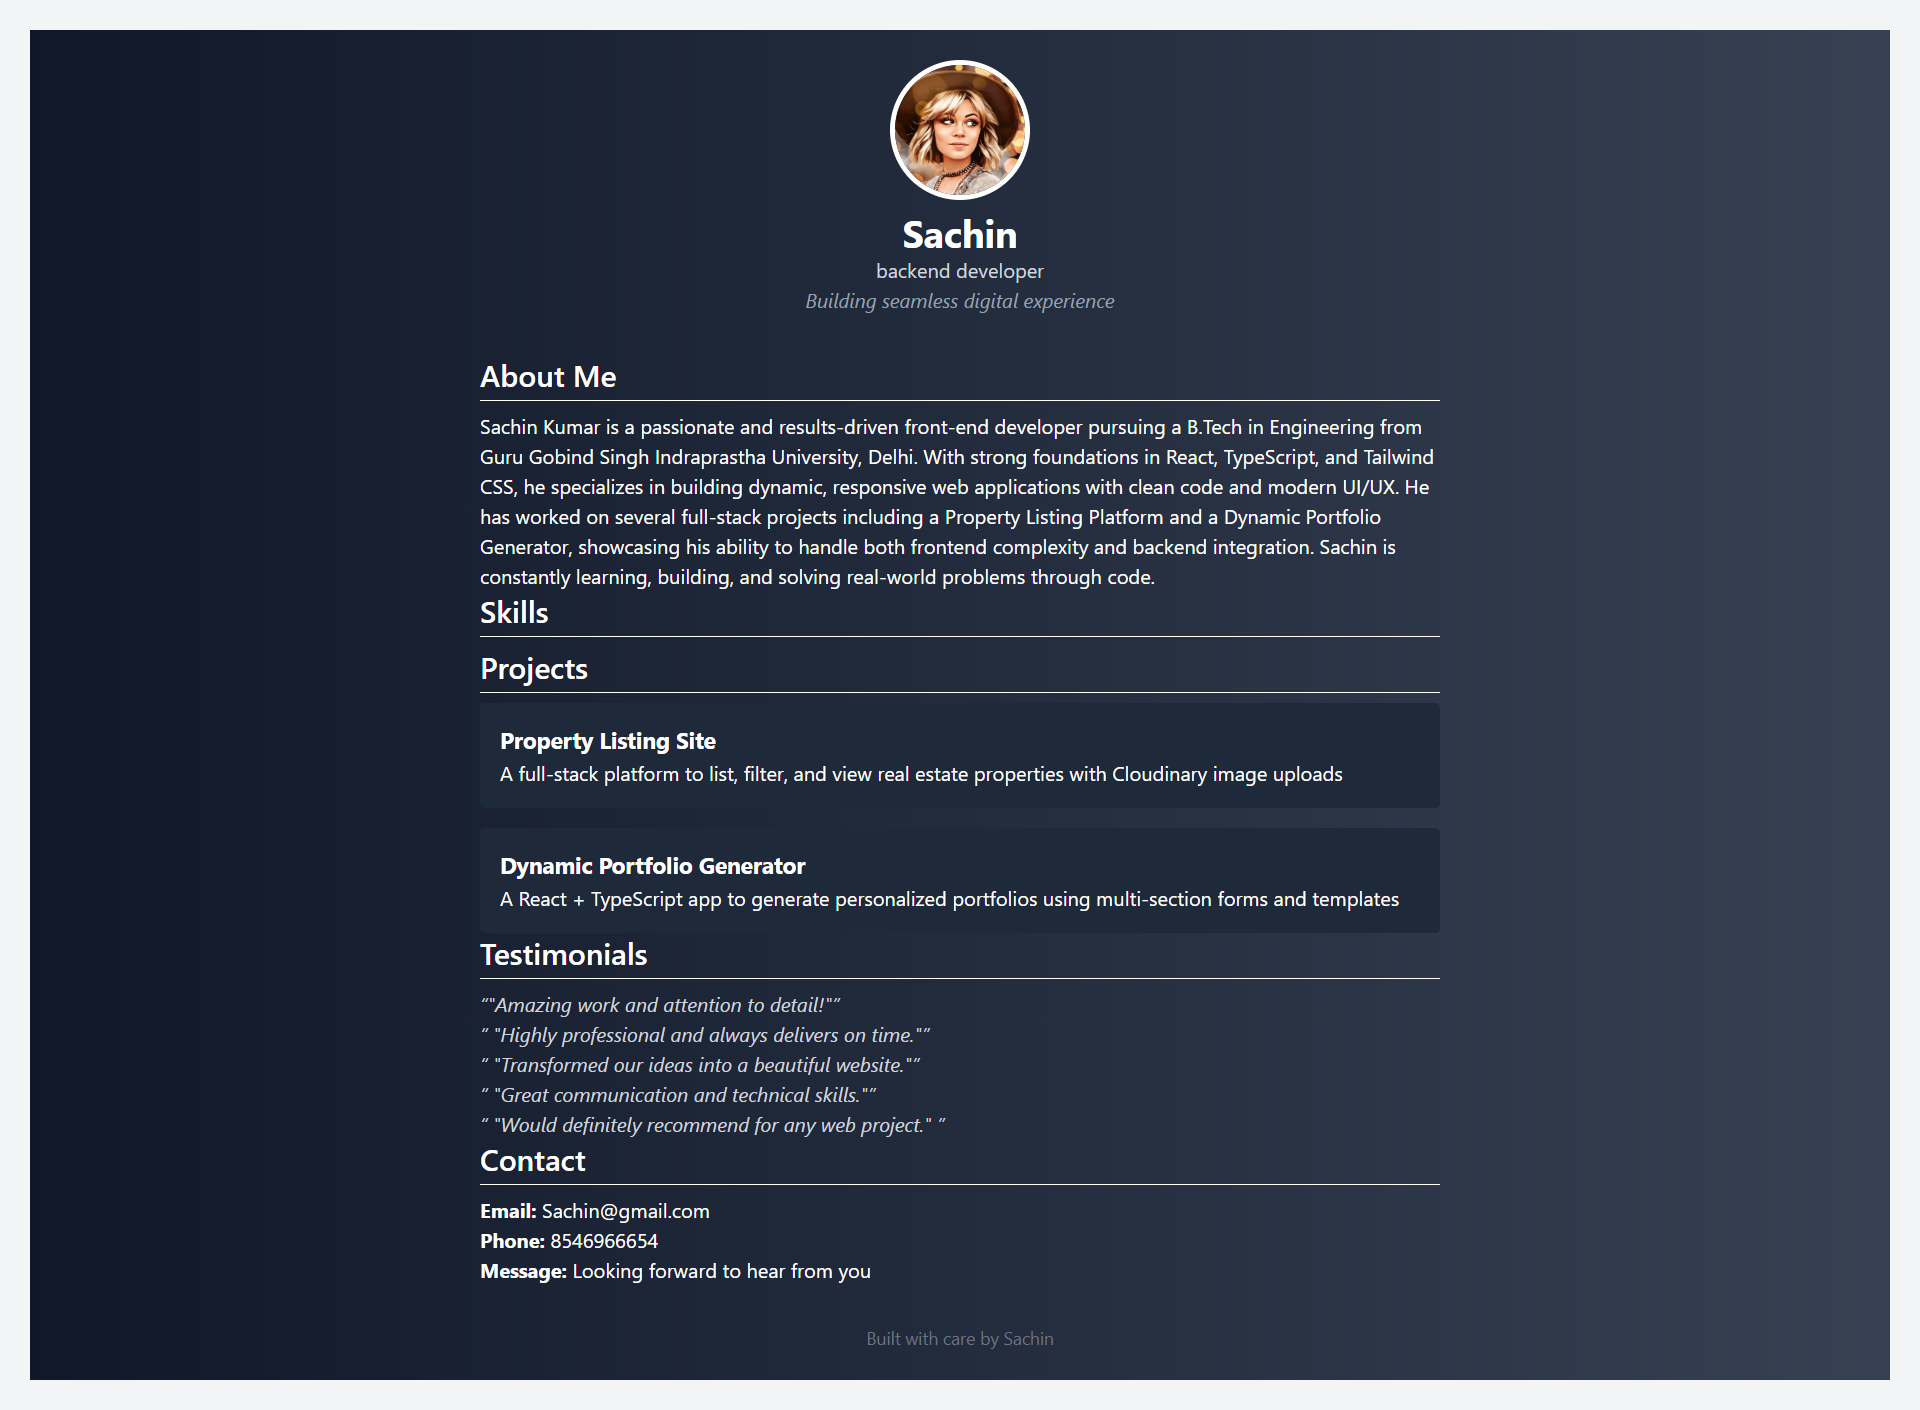 Sachin
backend developer
Building seamless digital experience
About Me
Sachin Kumar is a passionate and results-driven front-end developer pursuing a B.Tech in Engineering from
Guru Gobind Singh Indraprastha University, Delhi. With strong foundations in React, TypeScript, and Tailwind
CSS, he specializes in building dynamic, responsive web applications with clean code and modern UI/UX. He
has worked on several full-stack projects including a Property Listing Platform and a Dynamic Portfolio
Generator, showcasing his ability to handle both frontend complexity and backend integration. Sachin is
constantly learning, building, and solving real-world problems through code.
Skills
Projects
Property Listing Site
A full-stack platform to list, filter, and view real estate properties with Cloudinary image uploads
Dynamic Portfolio Generator
A React + TypeScript app to generate personalized portfolios using multi-section forms and templates
Testimonials
“"Amazing work and attention to detail!"”
“ "Highly professional and always delivers on time."”
“ "Transformed our ideas into a beautiful website."”
“ "Great communication and technical skills."”
“ "Would definitely recommend for any web project." ”
Contact
Email: Sachin@gmail.com
Phone: 8546966654
Message: Looking forward to hear from you
Built with care by Sachin